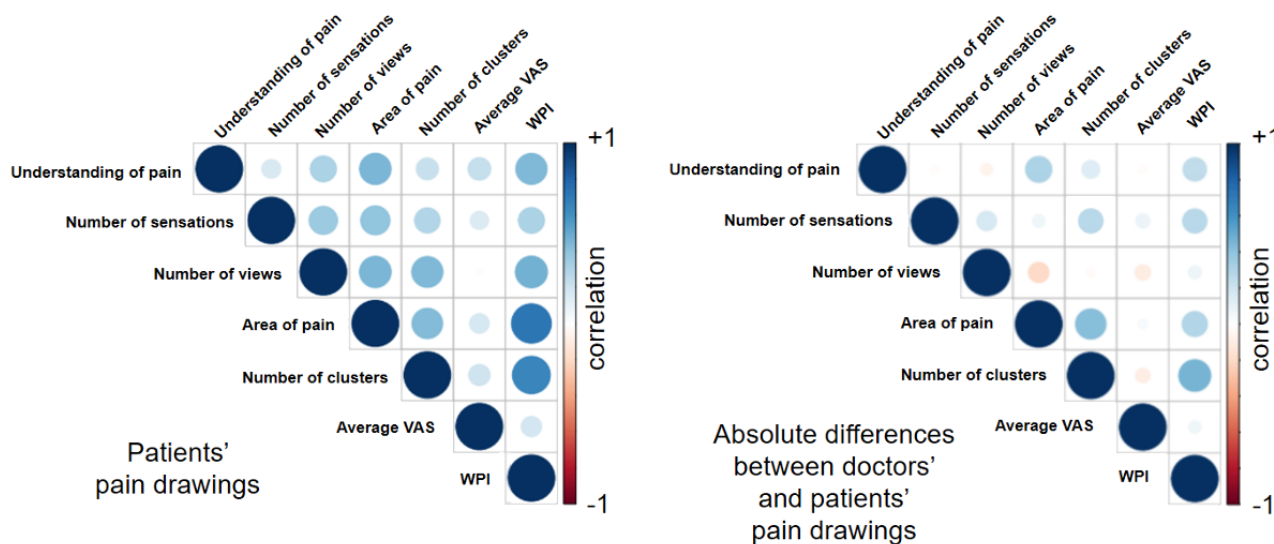 Understanding of pain
Number of sensations
Number of views
Area of pain
Number of clusters
Average VAS
WPI
+1
Understanding of pain
Number of sensations
Number of views
Area of pain
Number of clusters
Average VAS
WPI
correlation
-1
Patients'
pain drawings
Understanding of pain
Number of sensations
Number of views
Area of pain
Number of clusters
Average VAS
WPI
+1
Understanding of pain
Number of sensations
Number of views
Area of pain
Number of clusters
Average VAS
WPI
correlation
-1
Absolute differences
between doctors'
and patients'
pain drawings